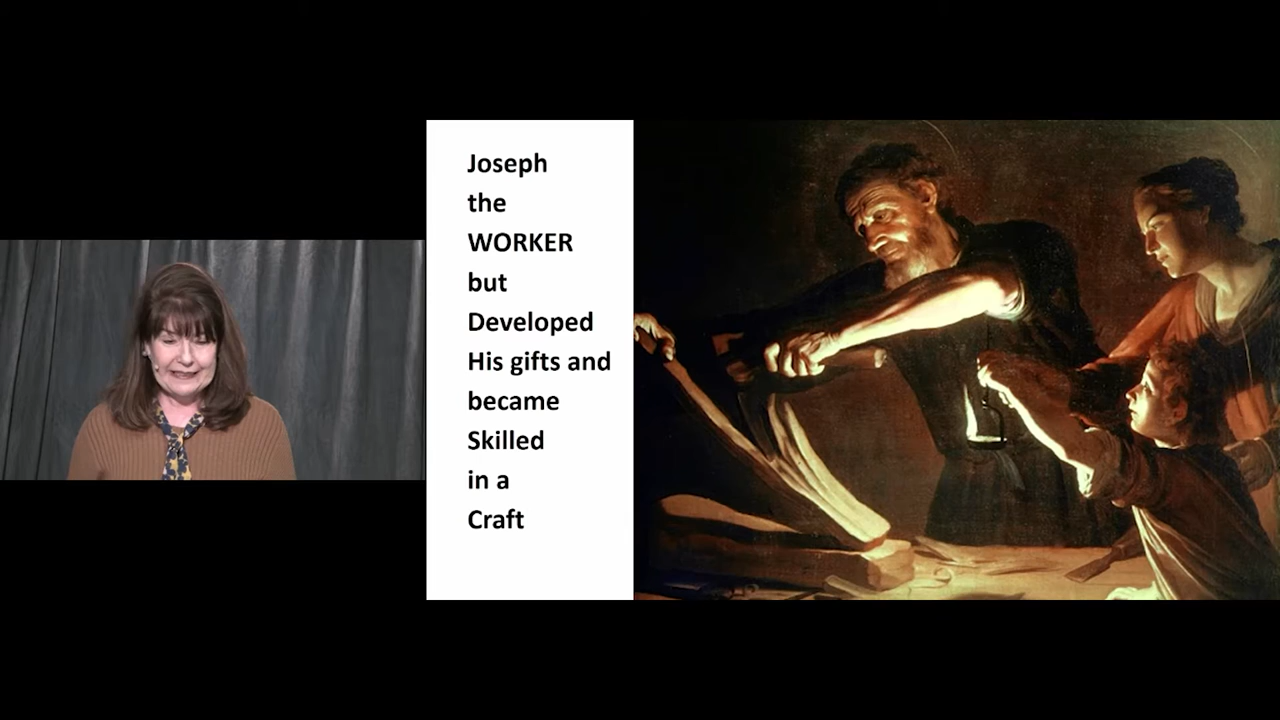 Joseph
the
WORKER
but
Developed
His gifts and
became
Skilled
in a
Craft